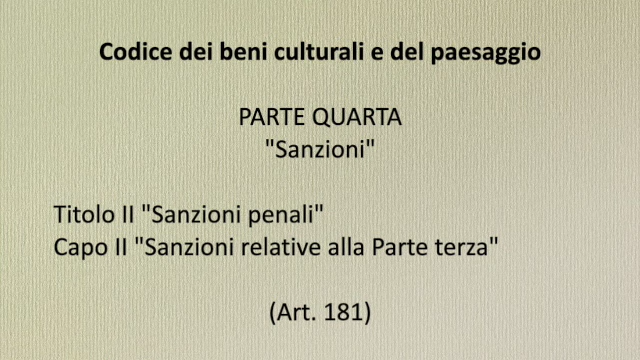 Codice dei beni culturali e del paesaggio
PARTE QUARTA
"Sanzioni"
Titolo II "Sanzioni penali"
Capo II "Sanzioni relative alla Parte terza"
(Art. 181)